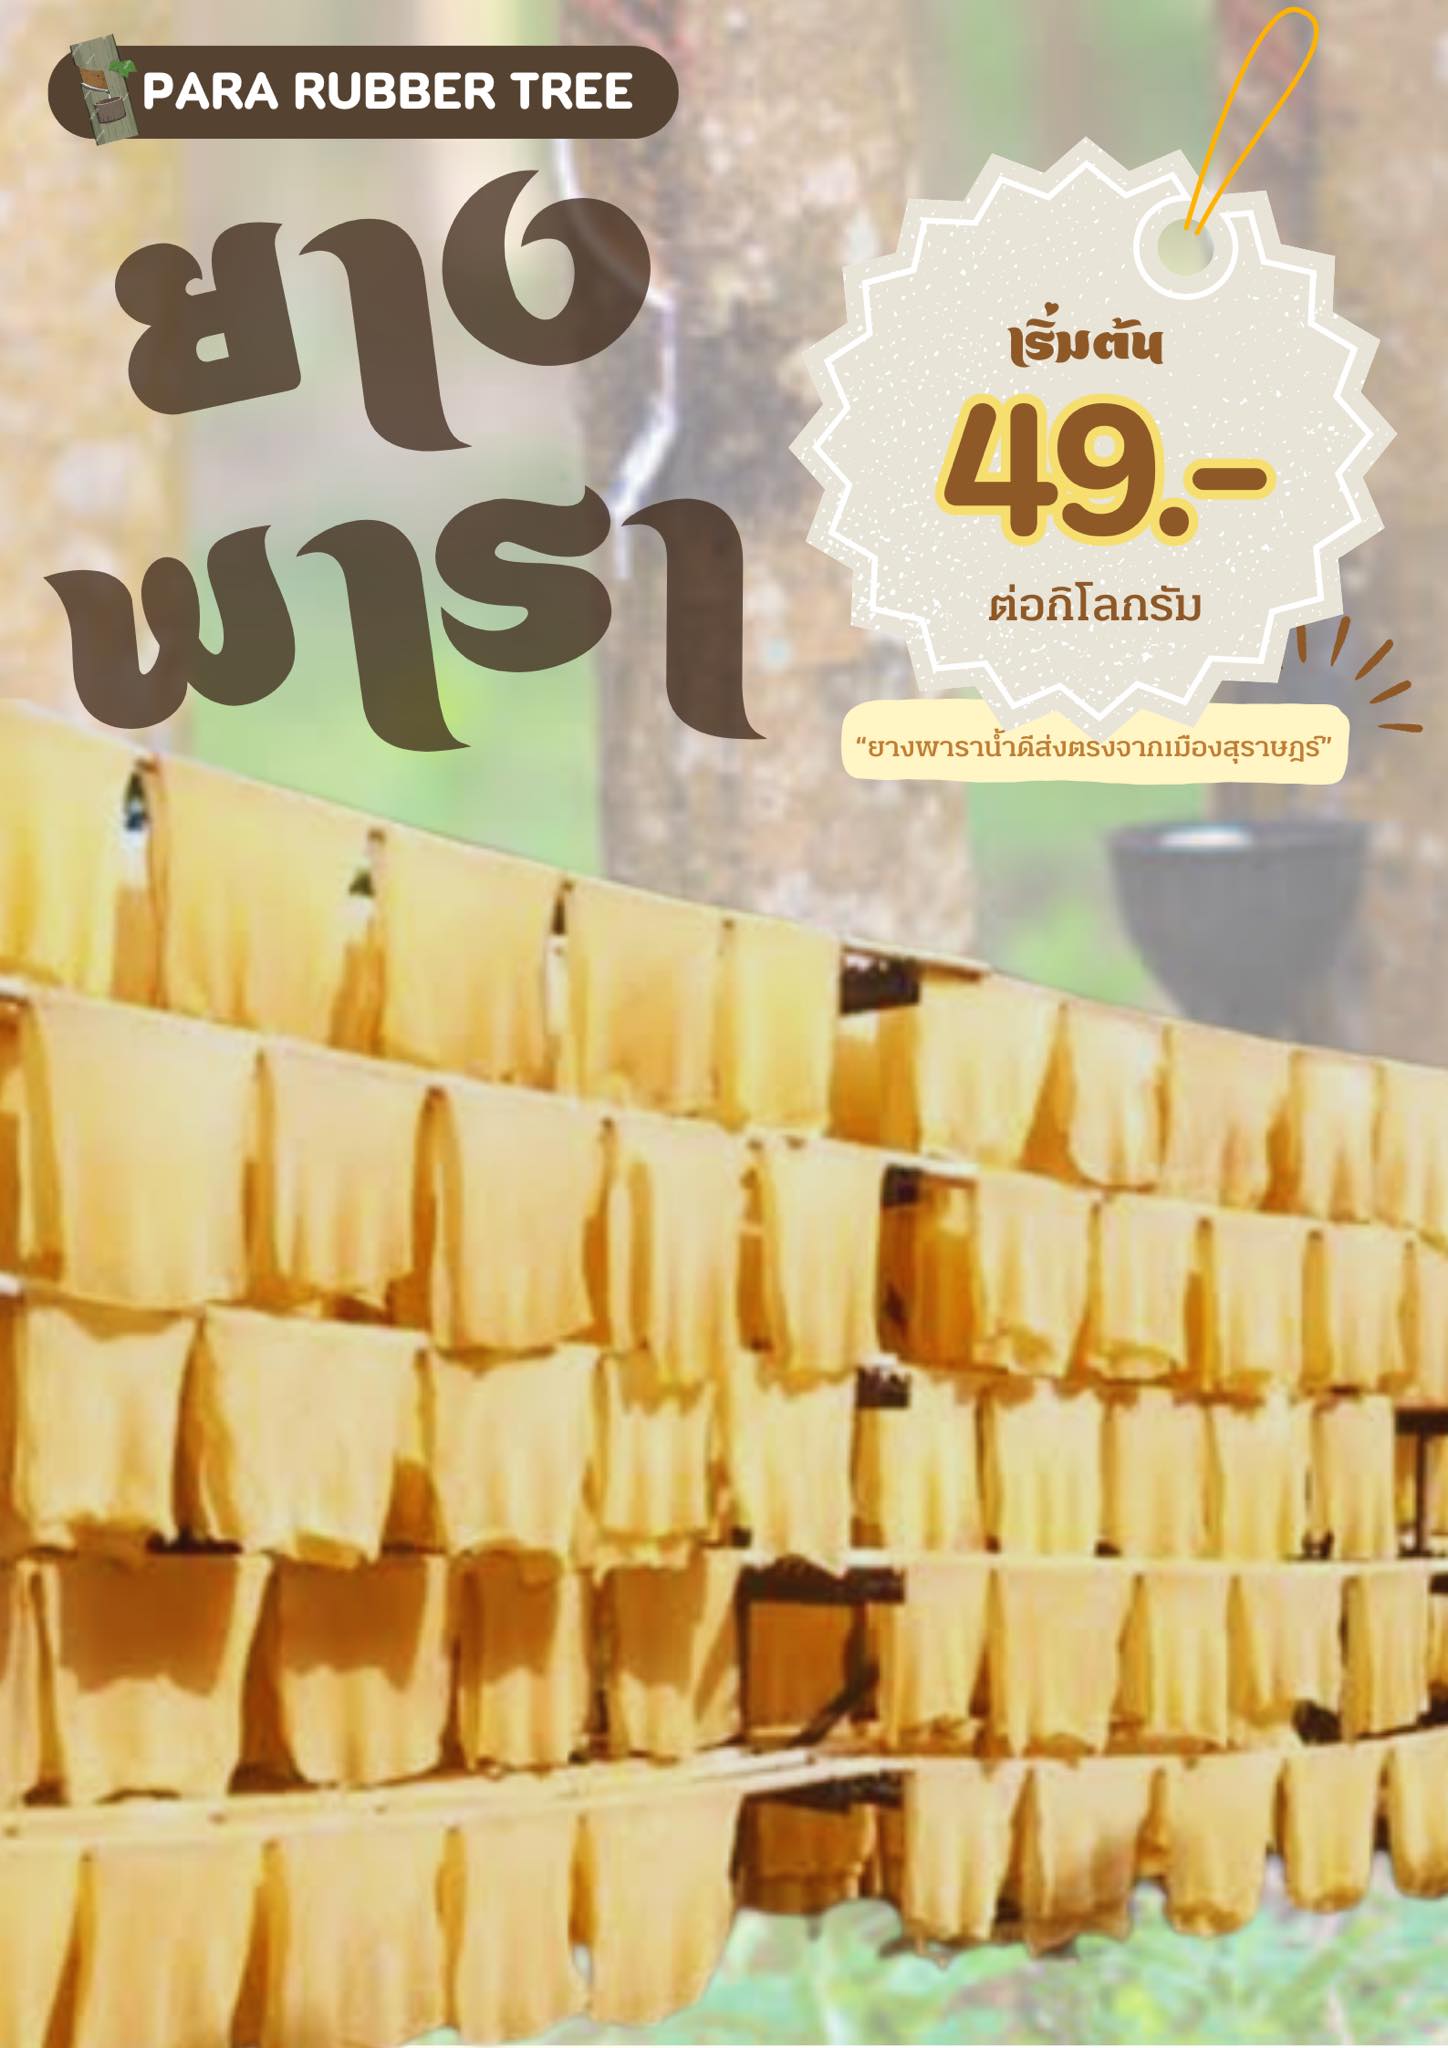 PARA RUBBER TREE
ยาง
พารา
เริ่มต้น
49.-
ต่อกิโลกรัม
“ยางพาราน้ำดีส่งตรงจากเมืองสุราษฎร์”